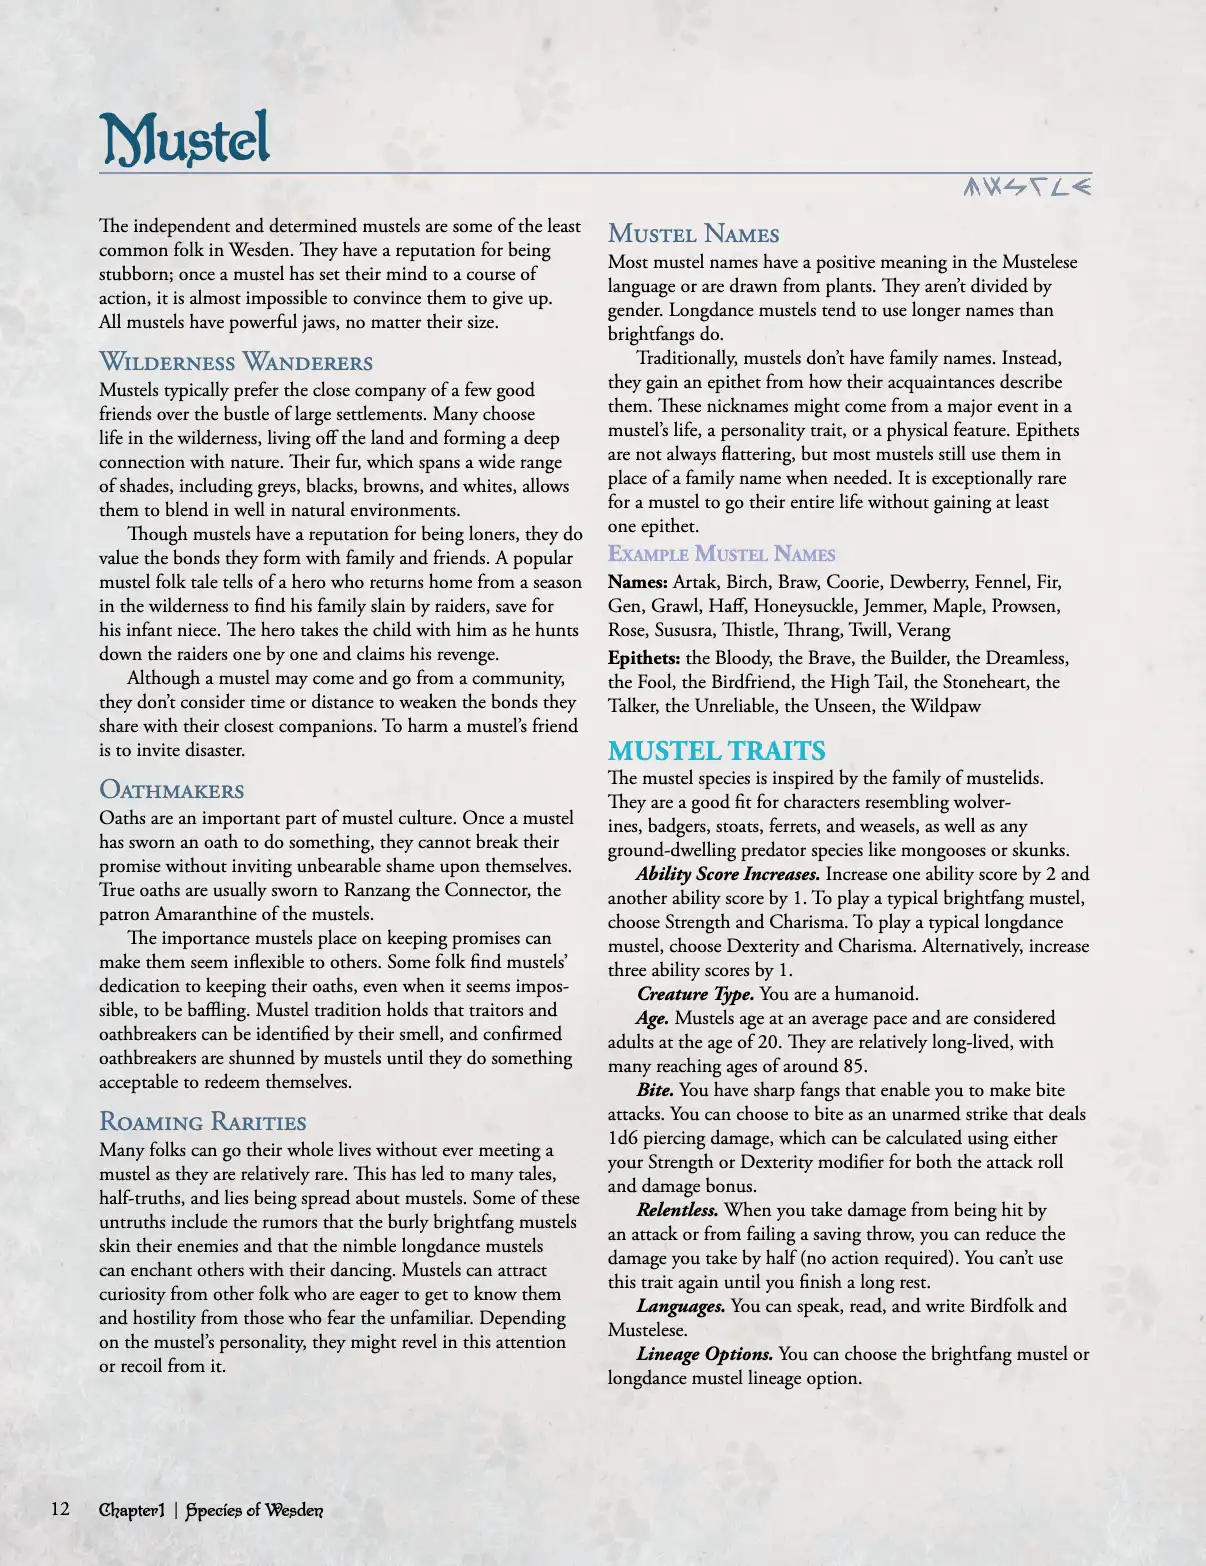 Mustel
The independent and determined mustels are some of the least
common folk in Wesden. They have a reputation for being
stubborn; once a mustel has set their mind to a course of
action, it is almost impossible to convince them to give up.
All mustels have powerful jaws, no matter their size.
Wilderness Wanderers
Mustels typically prefer the close company of a few good
friends over the bustle of large settlements. Many choose
life in the wilderness, living off the land and forming a deep
connection with nature. Their fur, which spans a wide range
of shades, including greys, blacks, browns, and whites, allows
them to blend in well in natural environments.
Though mustels have a reputation for being loners, they do
value the bonds they form with family and friends. A popular
mustel folk tale tells of a hero who returns home from a season
in the wilderness to find his family slain by raiders, save for
his infant niece. The hero takes the child with him as he hunts
down the raiders one by one and claims his revenge.
Although a mustel may come and go from a community,
they don't consider time or distance to weaken the bonds they
share with their closest companions. To harm a mustel's friend
is to invite disaster.
Oathmakers
Oaths are an important part of mustel culture. Once a mustel
has sworn an oath to do something, they cannot break their
promise without inviting unbearable shame upon themselves.
True oaths are usually sworn to Ranzang the Connector, the
patron Amaranthine of the mustels.
The importance mustels place on keeping promises can
make them seem inflexible to others. Some folk find mustels'
dedication to keeping their oaths, even when it seems impos-
sible, to be baffling. Mustel tradition holds that traitors and
oathbreakers can be identified by their smell, and confirmed
oathbreakers are shunned by mustels until they do something
acceptable to redeem themselves.
Roaming Rarities
Many folks can go their whole lives without ever meeting a
mustel as they are relatively rare. This has led to many tales,
half-truths, and lies being spread about mustels. Some of these
untruths include the rumors that the burly brightfang mustels
skin their enemies and that the nimble longdance mustels
can enchant others with their dancing. Mustels can attract
curiosity from other folk who are eager to get to know them
and hostility from those who fear the unfamiliar. Depending
on the mustel's personality, they might revel in this attention
or recoil from it.
Mustel Names
Most mustel names have a positive meaning in the Mustelese
language or are drawn from plants. They aren't divided by
gender. Longdance mustels tend to use longer names than
brightfangs do.
Traditionally, mustels don't have family names. Instead,
they gain an epithet from how their acquaintances describe
them. These nicknames might come from a major event in a
mustel's life, a personality trait, or a physical feature. Epithets
are not always flattering, but most mustels still use them in
place of a family name when needed. It is exceptionally rare
for a mustel to go their entire life without gaining at least
one epithet.
Example Mustel Names
Names: Artak, Birch, Braw, Coorie, Dewberry, Fennel, Fir,
Gen, Grawl, Haff, Honeysuckle, Jemmer, Maple, Prowsen,
Rose, Sususra, Thistle, Thrang, Twill, Verang
Epithets: the Bloody, the Brave, the Builder, the Dreamless,
the Fool, the Birdfriend, the High Tail, the Stoneheart, the
Talker, the Unreliable, the Unseen, the Wildpaw
MUSTEL TRAITS
The mustel species is inspired by the family of mustelids.
They are a good fit for characters resembling wolver-
ines, badgers, stoats, ferrets, and weasels, as well as any
ground-dwelling predator species like mongooses or skunks.
Ability Score Increases. Increase one ability score by 2 and
another ability score by 1. To play a typical brightfang mustel,
choose Strength and Charisma. To play a typical longdance
mustel, choose Dexterity and Charisma. Alternatively, increase
three ability scores by 1.
Creature Type. You are a humanoid.
Age. Mustels age at an average pace and are considered
adults at the age of 20. They are relatively long-lived, with
many reaching ages of around 85.
Bite. You have sharp fangs that enable you to make bite
attacks. You can choose to bite as an unarmed strike that deals
1d6 piercing damage, which can be calculated using either
your Strength or Dexterity modifier for both the attack roll
and damage bonus.
Relentless. When you take damage from being hit by
an attack or from failing a saving throw, you can reduce the
damage you take by half (no action required). You can't use
this trait again until you finish a long rest.
Languages. You can speak, read, and write Birdfolk and
Mustelese.
Lineage Options. You can choose the brightfang mustel or
longdance mustel lineage option.
12 Chapter1 | Species of Wesden